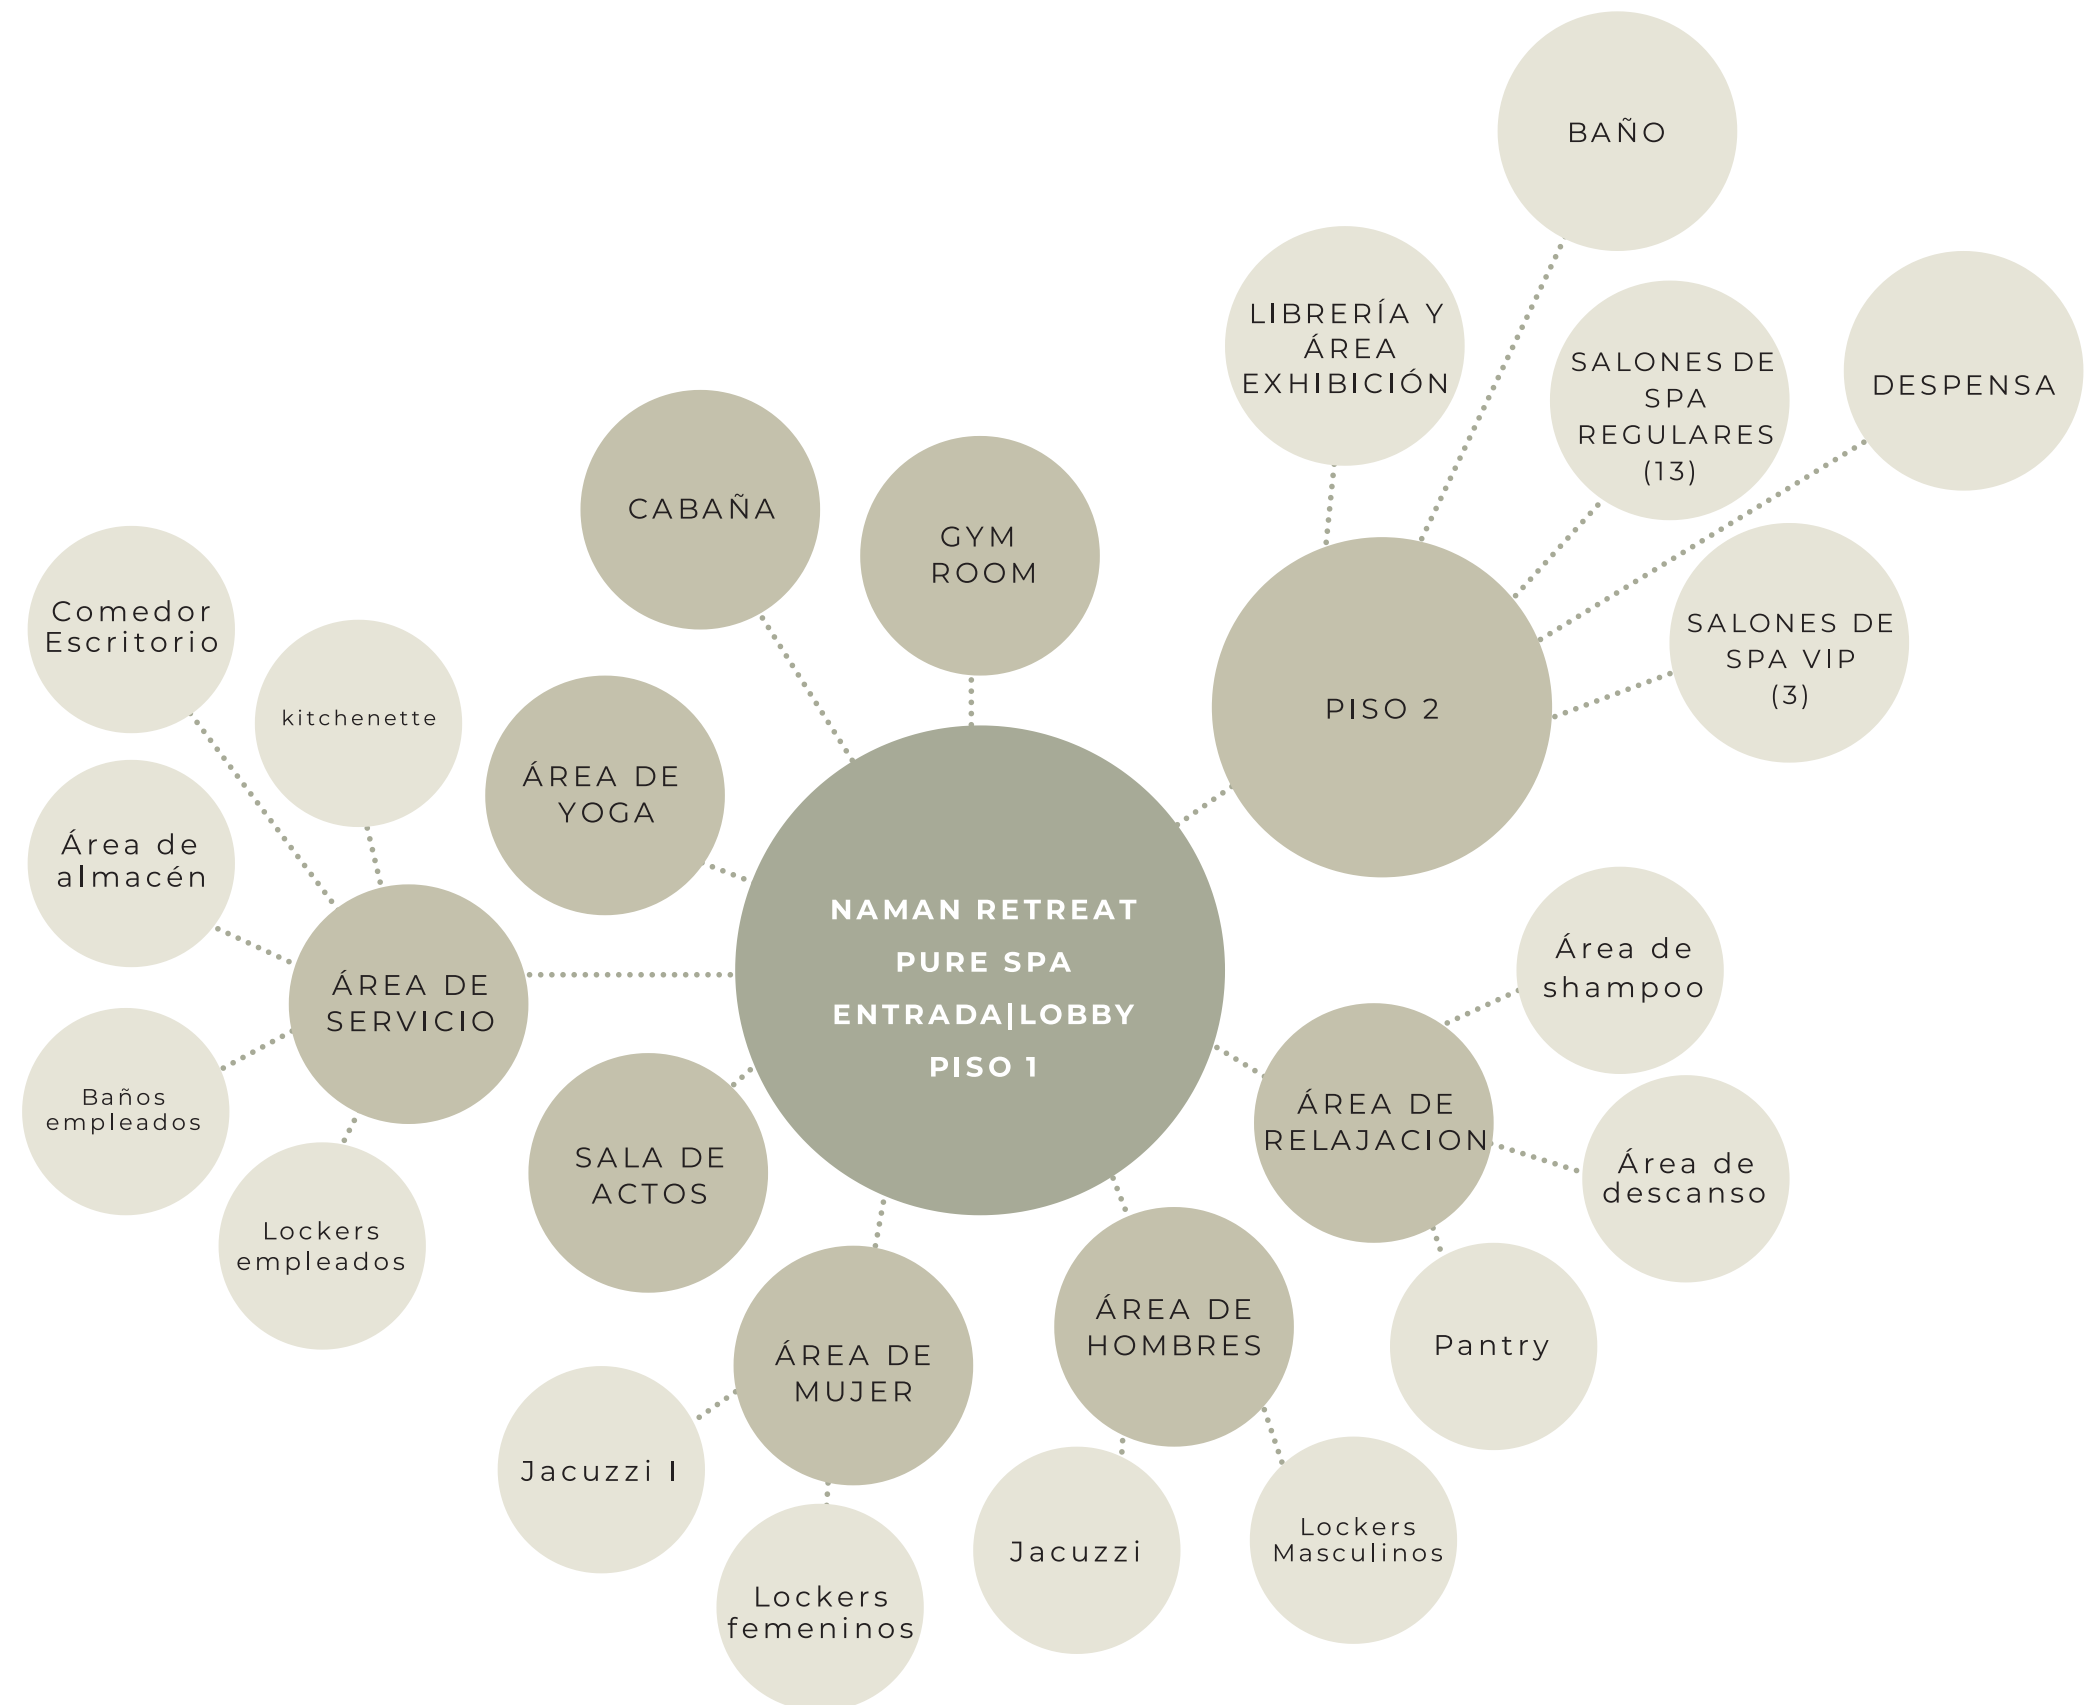 BAÑO
LIBRERÍA Y
ÁREA
EXHIBICIÓN
SALONES DE
SPA
REGULARES
(13)
DESPENSA
SALONES DE
SPA VIP
(3)
PISO 2
CABAÑA
GYM
ROOM
ÁREA DE
YOGA
Comedor
Escritorio
kitchenette
Área de
almacén
ÁREA DE
SERVICIO
Baños
empleados
Lockers
empleados
NAMAN RETREAT
PURE SPA
ENTRADA|LOBBY
PISO 1
SALA DE
ACTOS
ÁREA DE
MUJER
Jacuzzi I
Lockers
femeninos
ÁREA DE
HOMBRES
Jacuzzi
Lockers
Masculinos
ÁREA DE
RELAJACION
Área de
shampoo
Área de
descanso
Pantry